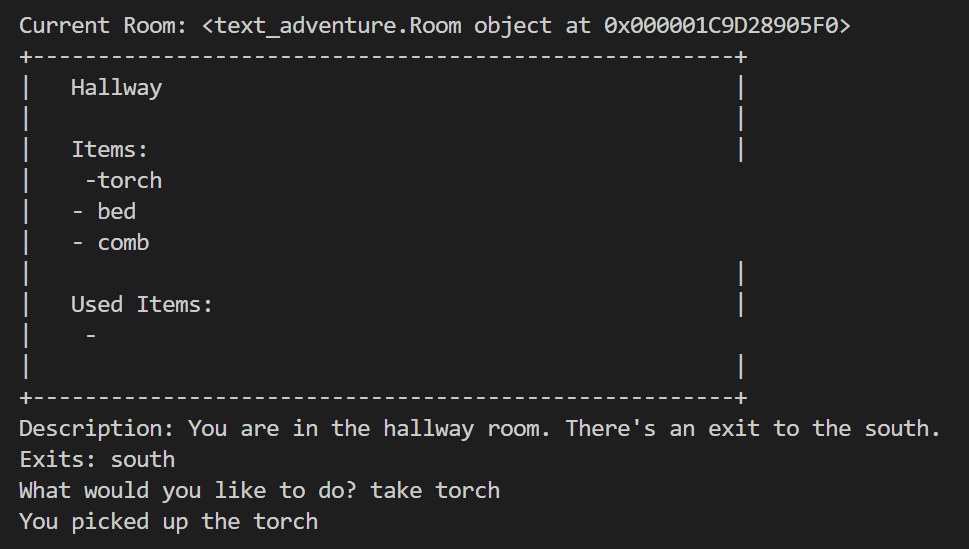 Current Room: <text_adventure.Room object at 0x000001C9D28905F0>
+------------------------------------------------------+
|   Hallway                                            |
|                                                      |
|   Items:                                             |
|    -torch
|   - bed
|   - comb
|                                                      |
|   Used Items:                                        |
|    -
|                                                      |
+------------------------------------------------------+
Description: You are in the hallway room. There's an exit to the south.
Exits: south
What would you like to do? take torch
You picked up the torch